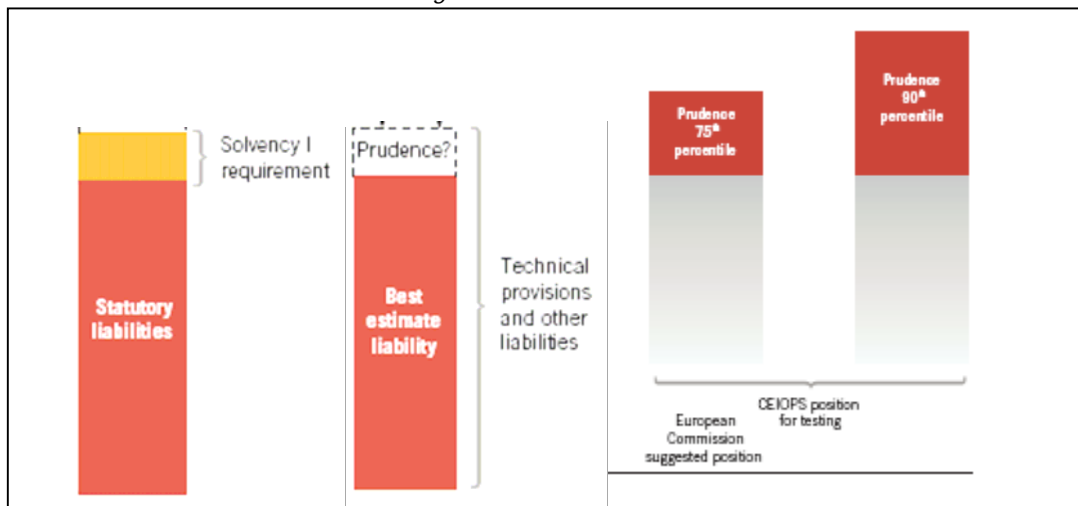 Solvency I
requirement
Statutory
liabilities
Prudence?
Best
estimate
liability
Technical
provisions
and other
liabilities
Prudence
75th
percentile
Prudence
90th
percentile
CEIOPS position
for testing
European
Commission
suggested position